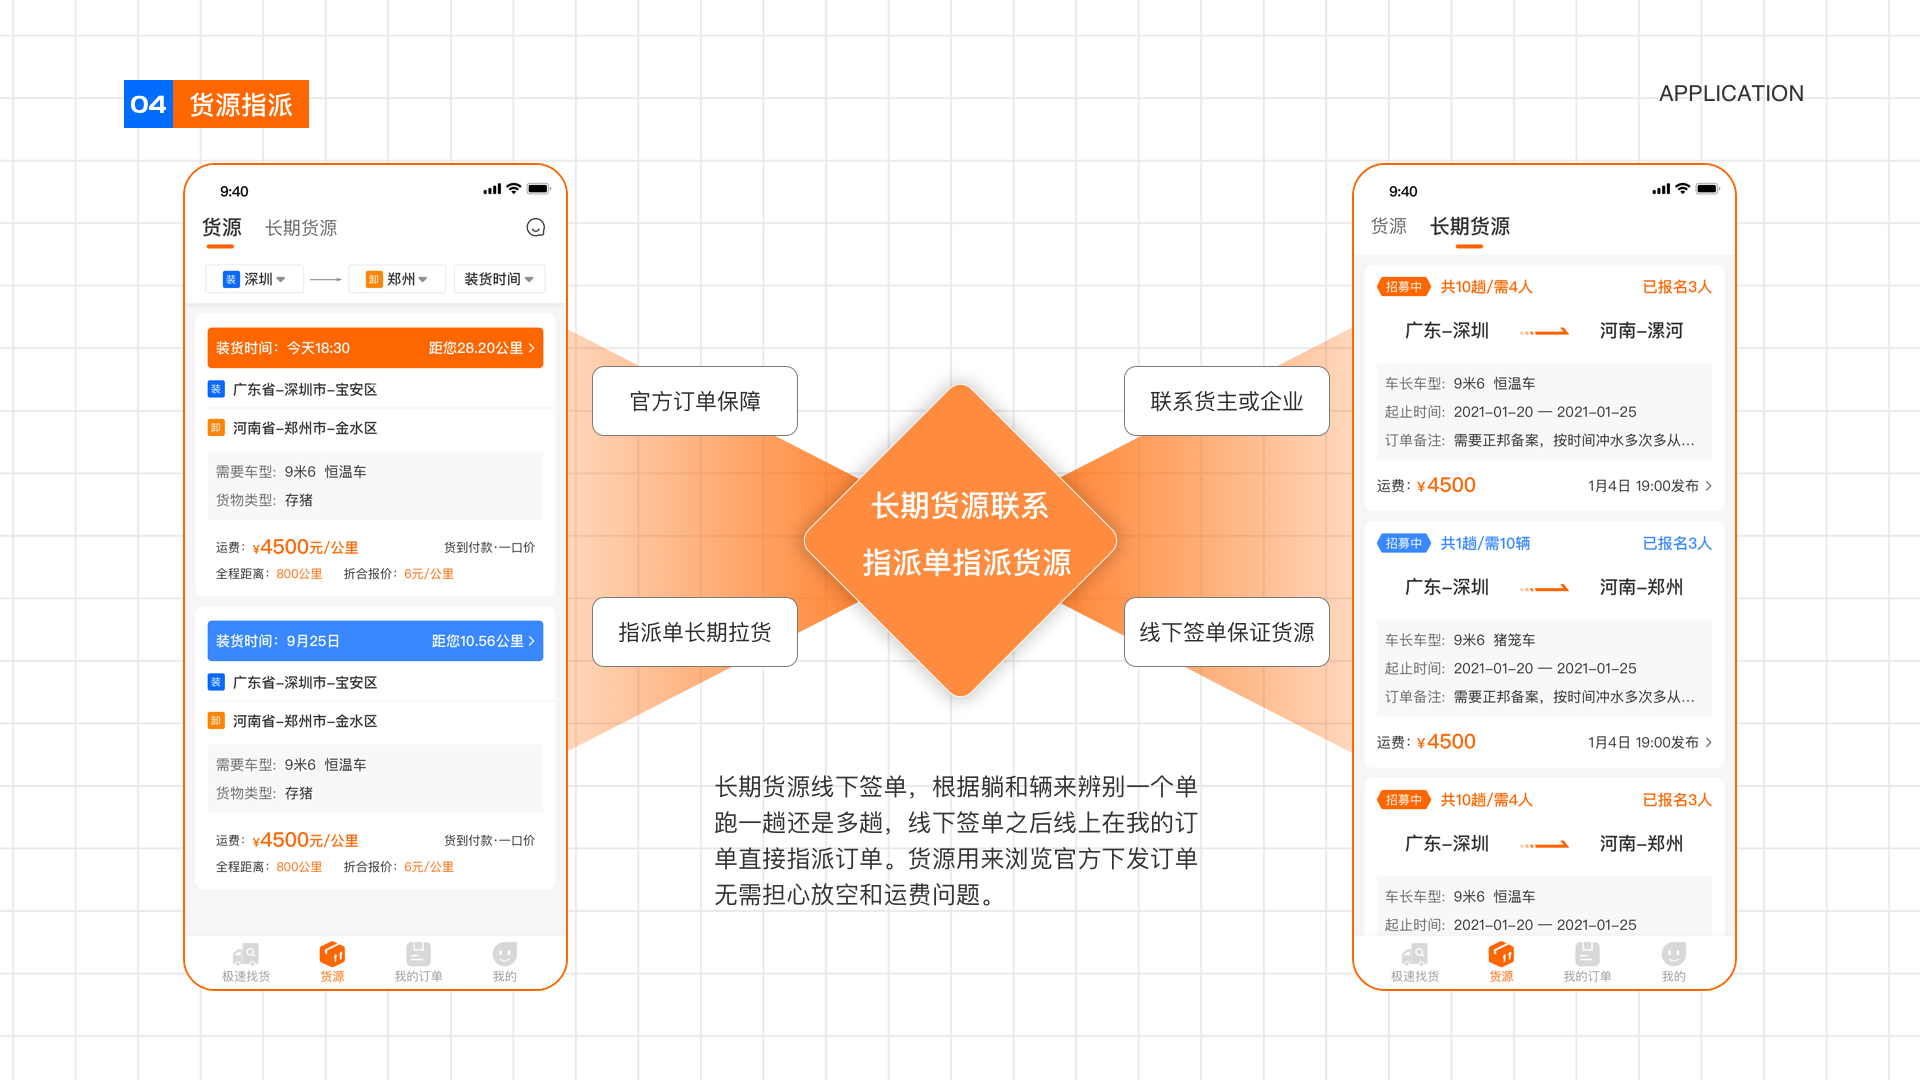 04 货源指派
APPLICATION
9:40
货源 长期货源
装 深圳 卸 郑州 装货时间
装货时间：今天18:30 距您28.20公里
装 广东省-深圳市-宝安区
卸 河南省-郑州市-金水区
需要车型：9米6 恒温车
货物类型：存猪
运费：¥4500元/公里 货到付款·一口价
全程距离：800公里 折合报价：6元/公里
装货时间：9月25日 距您10.56公里
装 广东省-深圳市-宝安区
卸 河南省-郑州市-金水区
需要车型：9米6 恒温车
货物类型：存猪
运费：¥4500元/公里 货到付款·一口价
全程距离：800公里 折合报价：6元/公里
极速找货 货源 我的订单 我的
官方订单保障
指派单长期拉货
长期货源联系
指派单指派货源
联系货主或企业
线下签单保证货源
长期货源线下签单，根据躺和辆来辨别一个单
跑一趟还是多趟，线下签单之后线上在我的订
单直接指派订单。货源用来浏览官方下发订单
无需担心放空和运费问题。
9:40
货源 长期货源
招募中 共10趟/需4人 已报名3人
广东-深圳 河南-漯河
车长车型：9米6 恒温车
起止时间：2021-01-20 — 2021-01-25
订单备注：需要正邦备案，按时间冲水多次多从...
运费：¥4500 1月4日 19:00发布
招募中 共1趟/需10辆 已报名3人
广东-深圳 河南-郑州
车长车型：9米6 猪笼车
起止时间：2021-01-20 — 2021-01-25
订单备注：需要正邦备案，按时间冲水多次多从...
运费：¥4500 1月4日 19:00发布
招募中 共10趟/需4人 已报名3人
广东-深圳 河南-郑州
车长车型：9米6 恒温车
起止时间：2021-01-20 — 2021-01-25
极速找货 货源 我的订单 我的